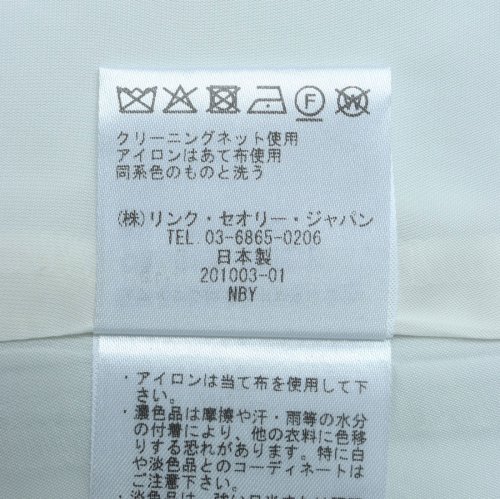 クリーニングネット使用
アイロンはあて布使用
同系色のものと洗う
(株)リンク・セオリー・ジャパン
TEL 03-6865-0206
日本製
201003-01
NBY
・アイロンは当て布を使用して下
さい。
・濃色品は摩擦や汗・雨等の水分
の付着により、他の衣料に色移
りする恐れがあります。特に白
や淡色品とのコーディネートは
ご注意下さい。